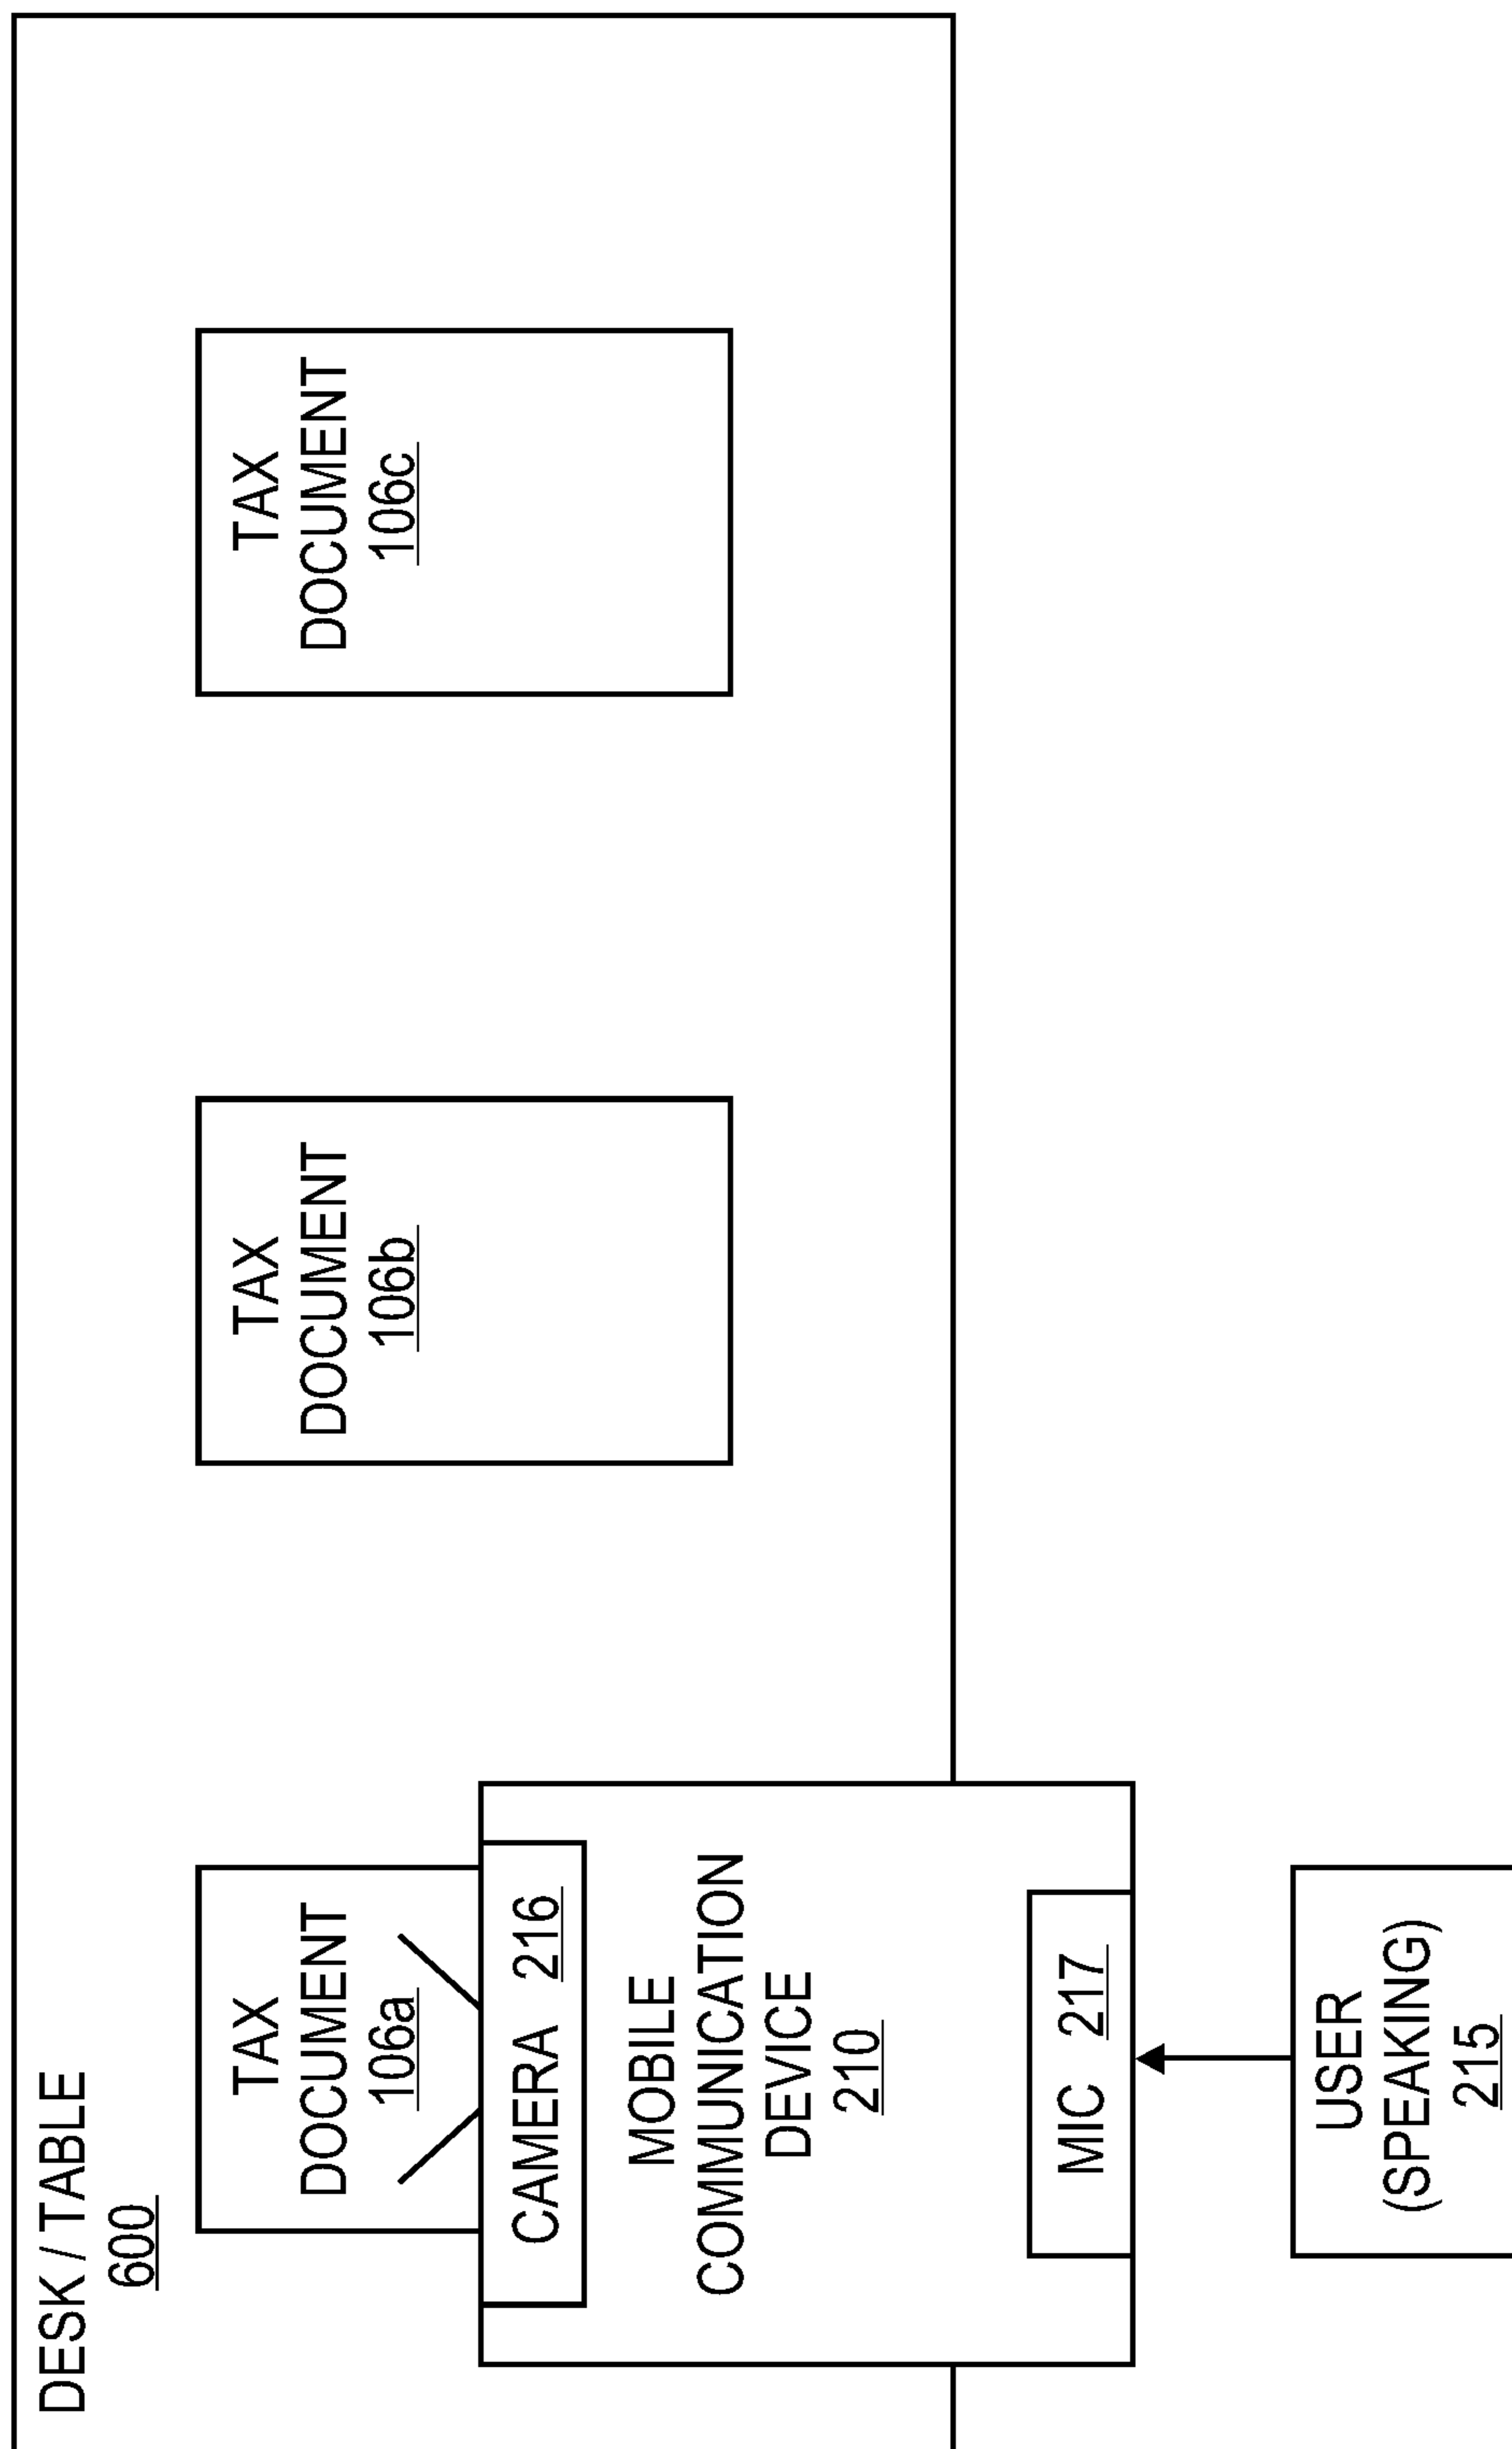 DESK / TABLE
600
TAX
DOCUMENT
106a
TAX
DOCUMENT
106b
TAX
DOCUMENT
106c
CAMERA 216
MOBILE
COMMUNICATION
DEVICE
210
MIC 217
USER
(SPEAKING)
215